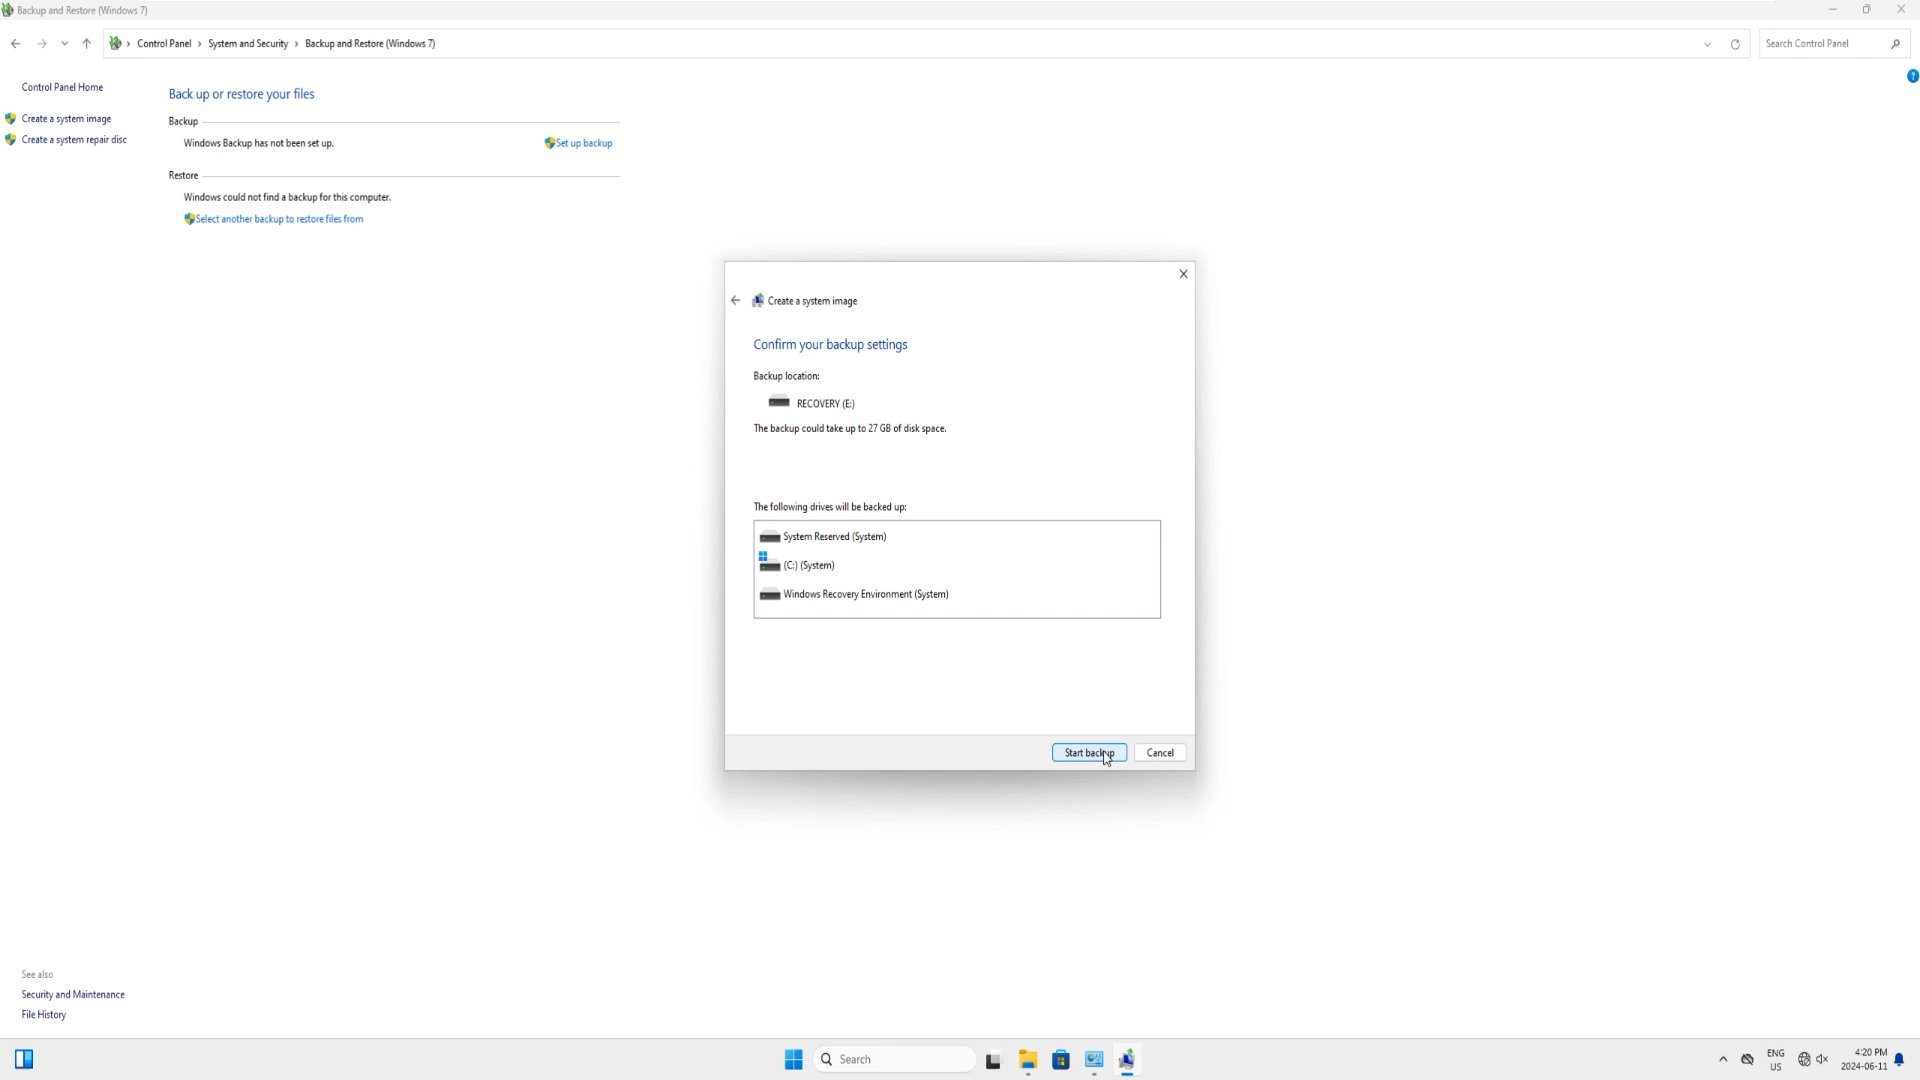 Backup and Restore (Windows 7)
Control Panel › System and Security › Backup and Restore (Windows 7)
Search Control Panel
Control Panel Home
Create a system image
Create a system repair disc
Back up or restore your files
Backup
Windows Backup has not been set up.
Set up backup
Restore
Windows could not find a backup for this computer.
Select another backup to restore files from
Create a system image
Confirm your backup settings
Backup location:
RECOVERY (E:)
The backup could take up to 27 GB of disk space.
The following drives will be backed up:
System Reserved (System)
(C:) (System)
Windows Recovery Environment (System)
Start backup
Cancel
See also
Security and Maintenance
File History
Search
ENG
US
4:20 PM
2024-06-11